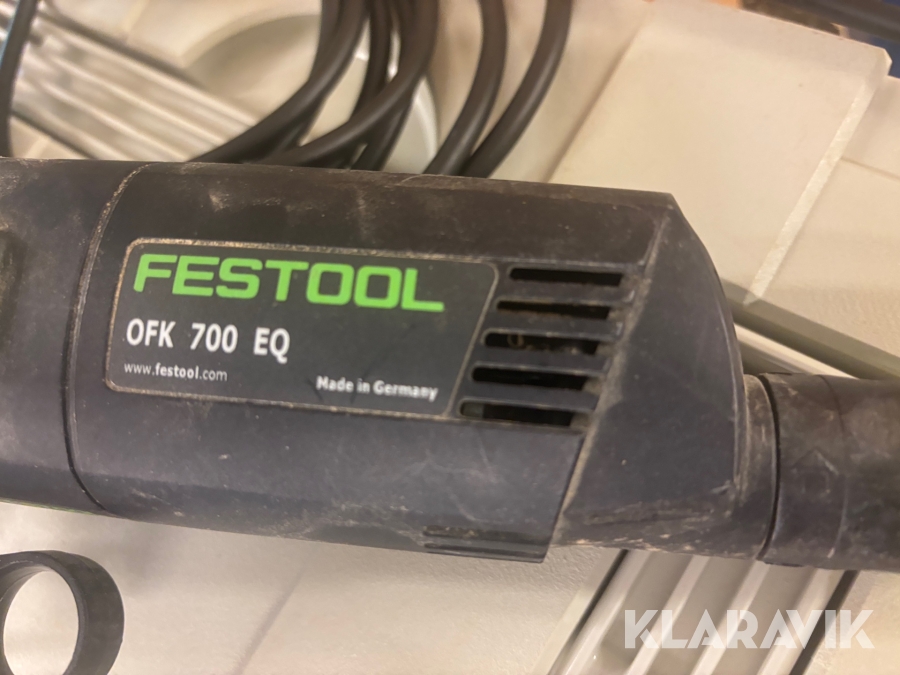 FESTOOL
OFK 700 EQ
www.festool.com
Made in Germany
KLARAVIK